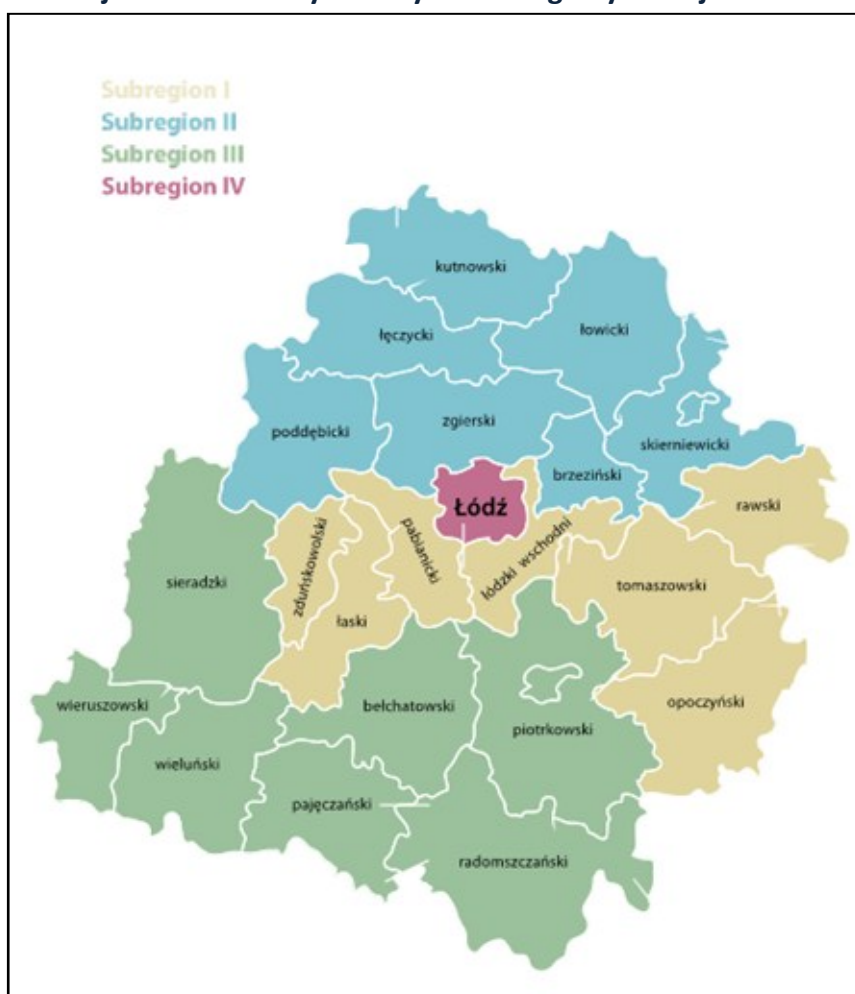 Subregion I
Subregion II
Subregion III
Subregion IV
kutnowski
łęczycki
łowicki
poddębicki
zgierski
skierniewicki
brzeziński
rawski
Łódź
sieradzki
zduńskowolski
pabianicki
łódzki wschodni
tomaszowski
łaski
wieruszowski
bełchatowski
opoczyński
piotrkowski
wieluński
pajęczański
radomszczański